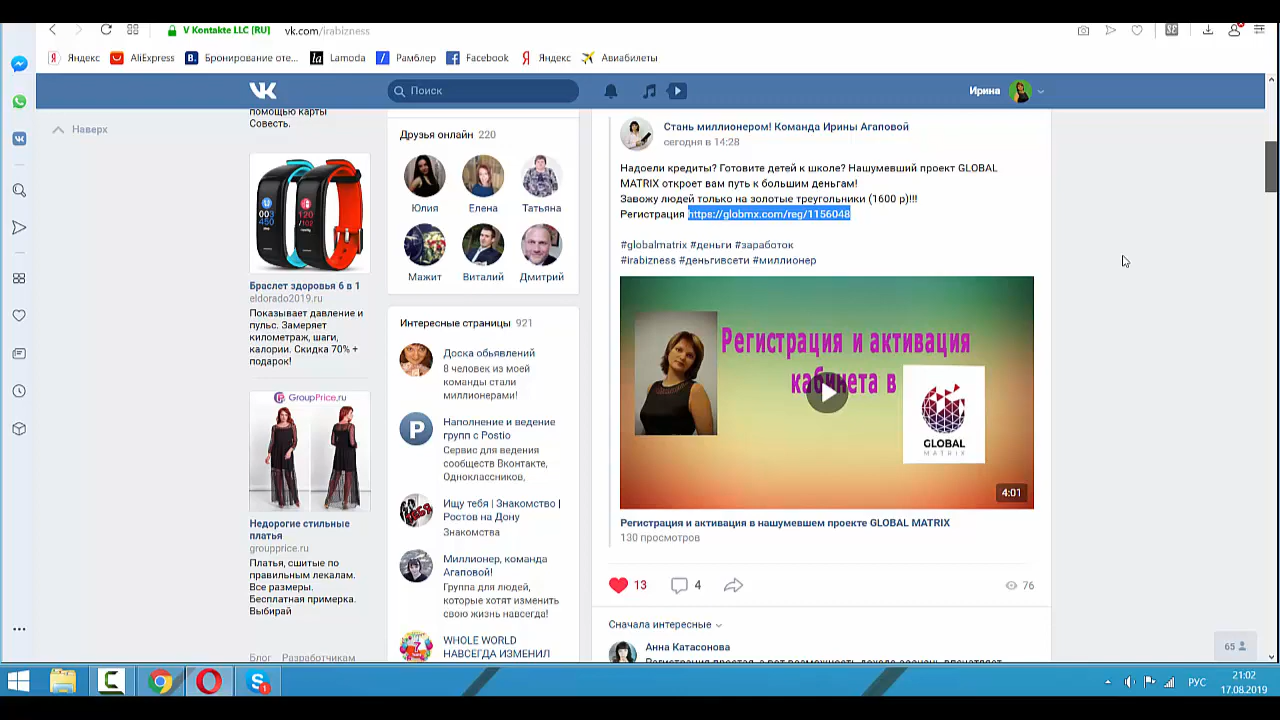 V Kontakte LLC [RU]
vk.com/irabizness
Яндекс
AliExpress
Бронирование оте...
Lamoda
Рамблер
Facebook
Яндекс
Авиабилеты
Поиск
Ирина
Наверх
помощью карты
Совесть.
Браслет здоровья 6 в 1
eldorado2019.ru
Показывает давление и
пульс. Замеряет
километраж, шаги,
калории. Скидка 70% +
подарок!
GroupPrice.ru
Недорогие стильные
платья
groupprice.ru
Платья, сшитые по
правильным лекалам.
Все размеры.
Бесплатная примерка.
Выбирай
Блог Разработчикам
Друзья онлайн 220
Юлия
Елена
Татьяна
Мажит
Виталий
Дмитрий
Интересные страницы 921
Доска обьявлений
8 человек из моей
команды стали
миллионерами!
Наполнение и ведение
групп с Postio
Сервис для ведения
сообществ Вконтакте,
Одноклассников,
Ищу тебя | Знакомство |
Ростов на Дону
Знакомства
Миллионер, команда
Агаповой!
Группа для людей,
которые хотят изменить
свою жизнь навсегда!
WHOLE WORLD
НАВСЕГДА ИЗМЕНИЛ
Стань миллионером! Команда Ирины Агаповой
сегодня в 14:28
Надоели кредиты? Готовите детей к школе? Нашумевший проект GLOBAL
MATRIX откроет вам путь к большим деньгам!
Завожу людей только на золотые треугольники (1600 р)!!!
Регистрация https://globmx.com/reg/1156048
#globalmatrix #деньги #заработок
#irabizness #деньгивсети #миллионер
Регистрация и активация
кабинета в
GLOBAL
MATRIX
4:01
Регистрация и активация в нашумевшем проекте GLOBAL MATRIX
130 просмотров
13
4
76
Сначала интересные
Анна Катасонова
65
РУС
21:02
17.08.2019